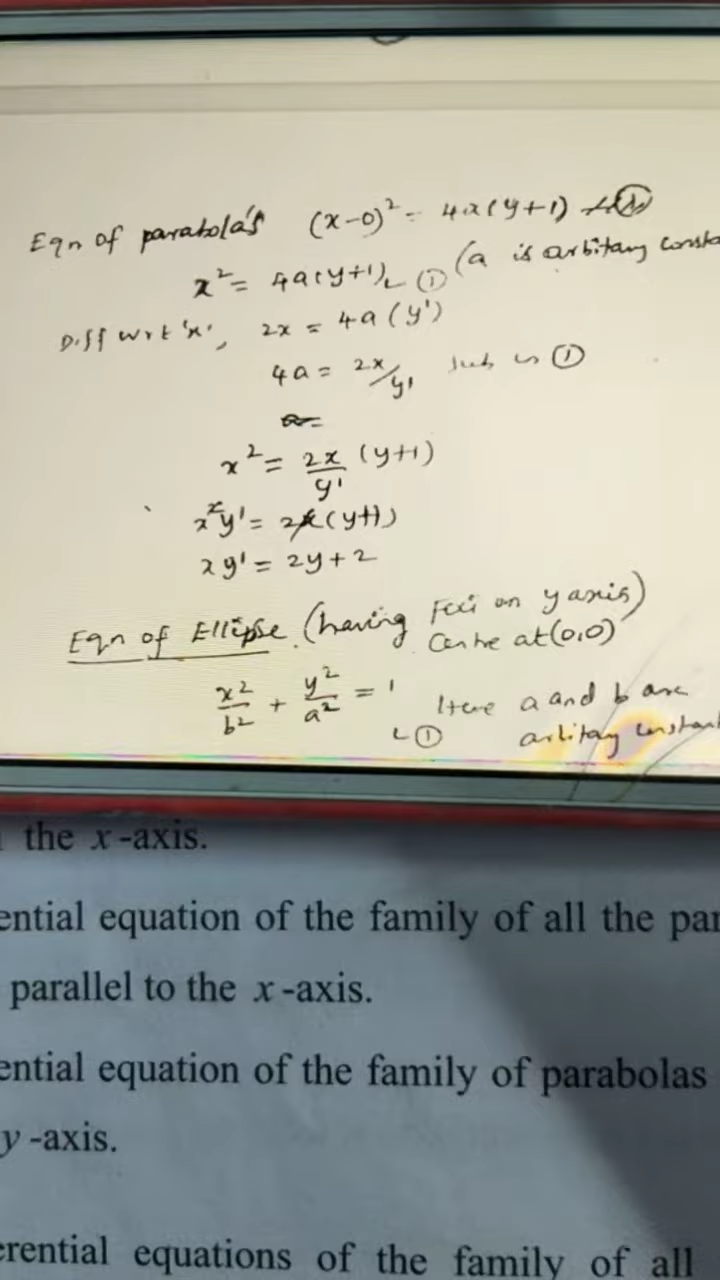 Eqn of parabola's (x-0)² = 4a(y+1)
x² = 4a(y+1) ① (a is arbitary consta
Diff wrt 'x', 2x = 4a(y')
4a = 2x/y' sub in ①
x² = 2x/y' (y+1)
x²y' = 2x(y+1)
xy' = 2y+2
Eqn of Ellipse (having Foci on y axis)
Centre at (0,0)
x²/b² + y²/a² = 1 Here a and b are
① arbitary constant
the x-axis.
ential equation of the family of all the par
parallel to the x-axis.
ential equation of the family of parabolas
y-axis.
erential equations of the family of all